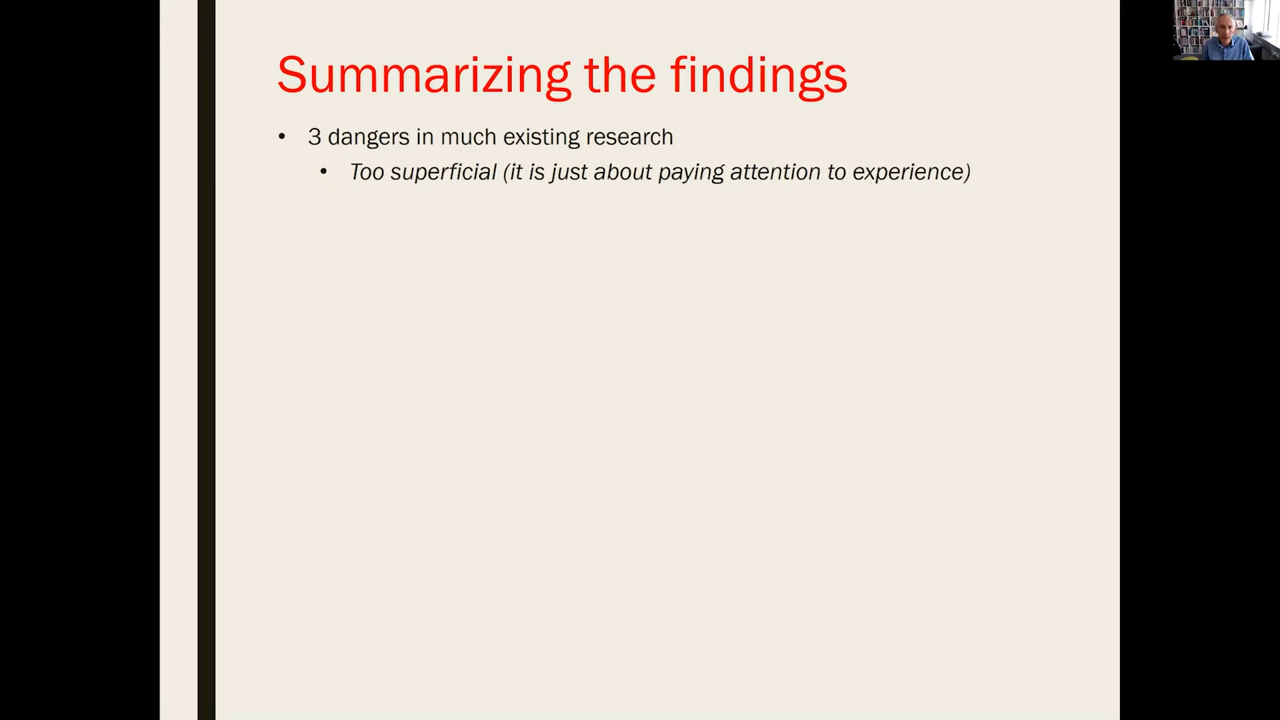 Summarizing the findings
• 3 dangers in much existing research
• Too superficial (it is just about paying attention to experience)